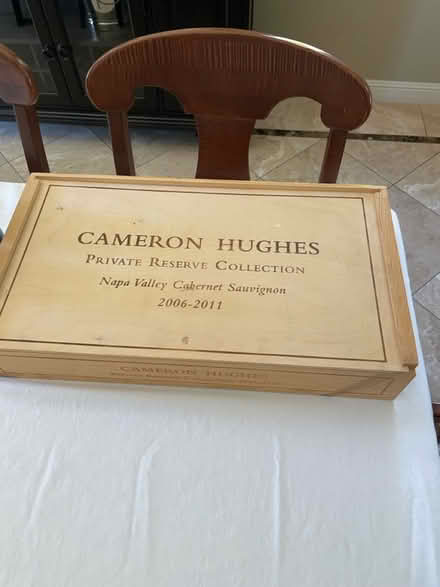 CAMERON HUGHES
PRIVATE RESERVE COLLECTION
Napa Valley Cabernet Sauvignon
2006-2011
CAMERON HUGHES